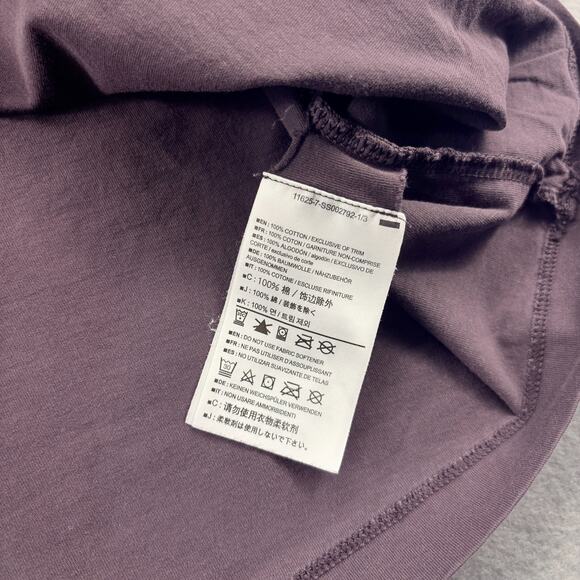 11625-7-SS002792-1/3
■EN : 100% COTTON / EXCLUSIVE OF TRIM
■FR : 100% COTON / GARNITURE NON-COMPRISE
■ES : 100% ALGODÓN / algodón / EXCLUSIVO DE
CORTE / exclusivo de corte
■DE : 100% BAUMWOLLE / NÄHZUBEHÖR
AUSGENOMMEN
■IT : 100% COTONE / ESCLUSE RIFINITURE
■C : 100% 棉 / 饰边除外
■J : 100% 綿 / 装飾を除く
■K : 100% 면 / 트림 제외
■EN : DO NOT USE FABRIC SOFTENER
■FR : NE PAS UTILISER D'ASSOUPLISSANT
■ES : NO UTILIZAR SUAVIZANTE DE TELAS
30
■DE : KEINEN WEICHSPÜLER VERWENDEN
■IT : NON USARE AMMORBIDENTI
■C : 请勿使用衣物柔软剂
■J : 柔軟剤は使用しないで下さい。